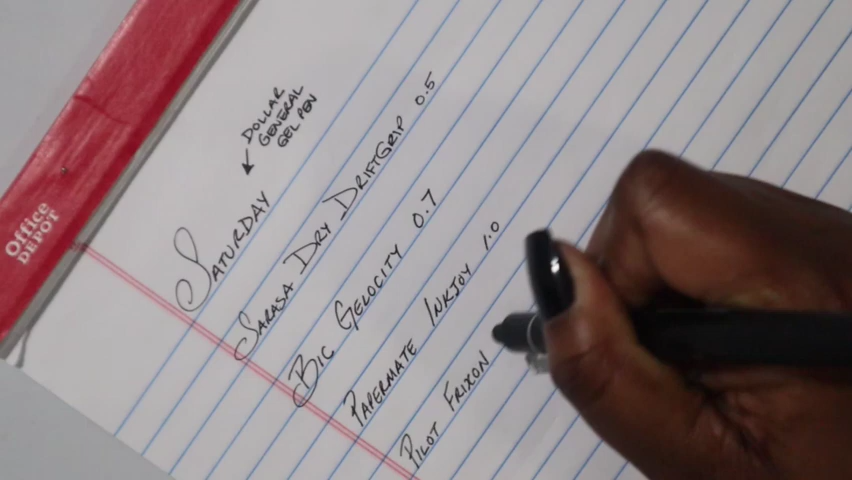 Office
DEPOT
DOLLAR
GENERAL
GEL PEN
SATURDAY
SARASA DRY DRIFTGRIP 0.5
BIC GELOCITY 0.7
PAPERMATE INKJOY 1.0
PILOT FRIXON